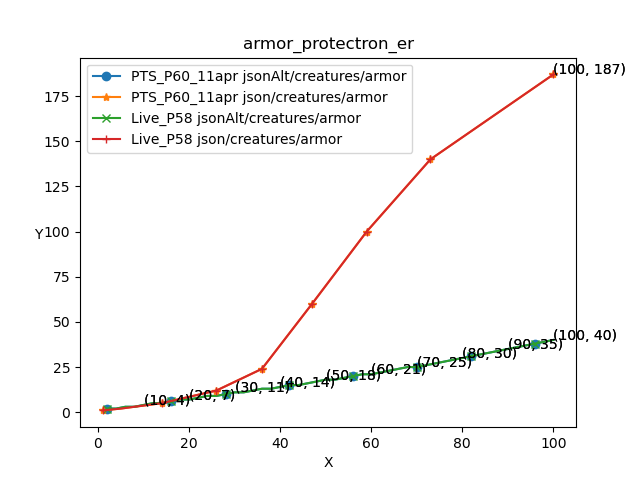 armor_protectron_er
PTS_P60_11apr jsonAlt/creatures/armor
PTS_P60_11apr json/creatures/armor
Live_P58 jsonAlt/creatures/armor
Live_P58 json/creatures/armor
(100, 187)
175
150
125
Y
100
75
50
25
0
(10, 4)
(20, 7)
(30, 11)
(40, 14)
(50, 18)
(60, 21)
(70, 25)
(80, 30)
(90, 35)
(100, 40)
0 20 40 60 80 100
X